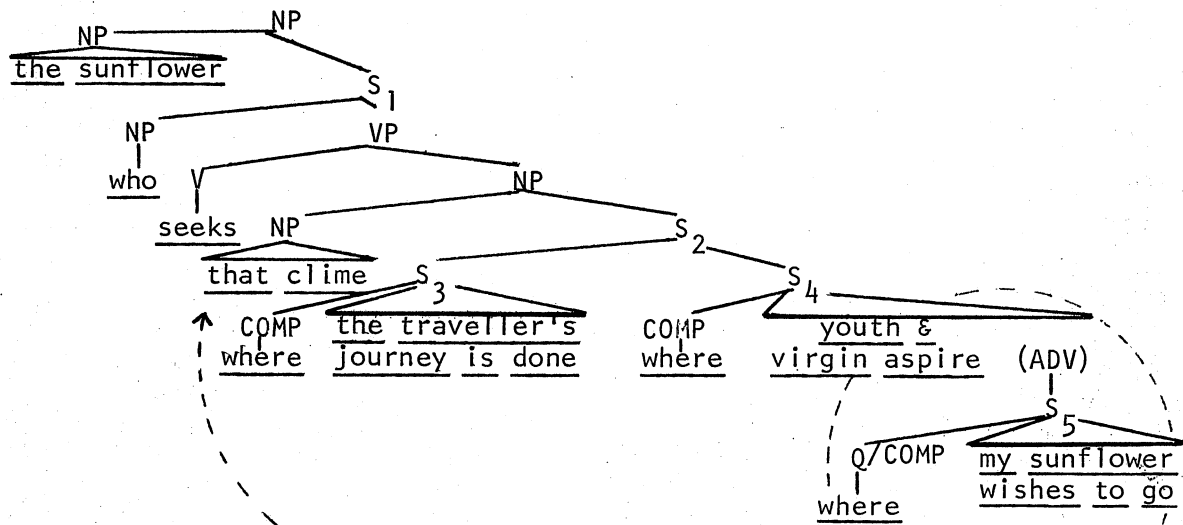 NP NP
the sunflower
S1
NP VP
who V NP
seeks NP S2
that clime S3 S4
COMP the traveller's COMP youth &
where journey is done where virgin aspire (ADV)
S5
Q/COMP my sunflower
where wishes to go